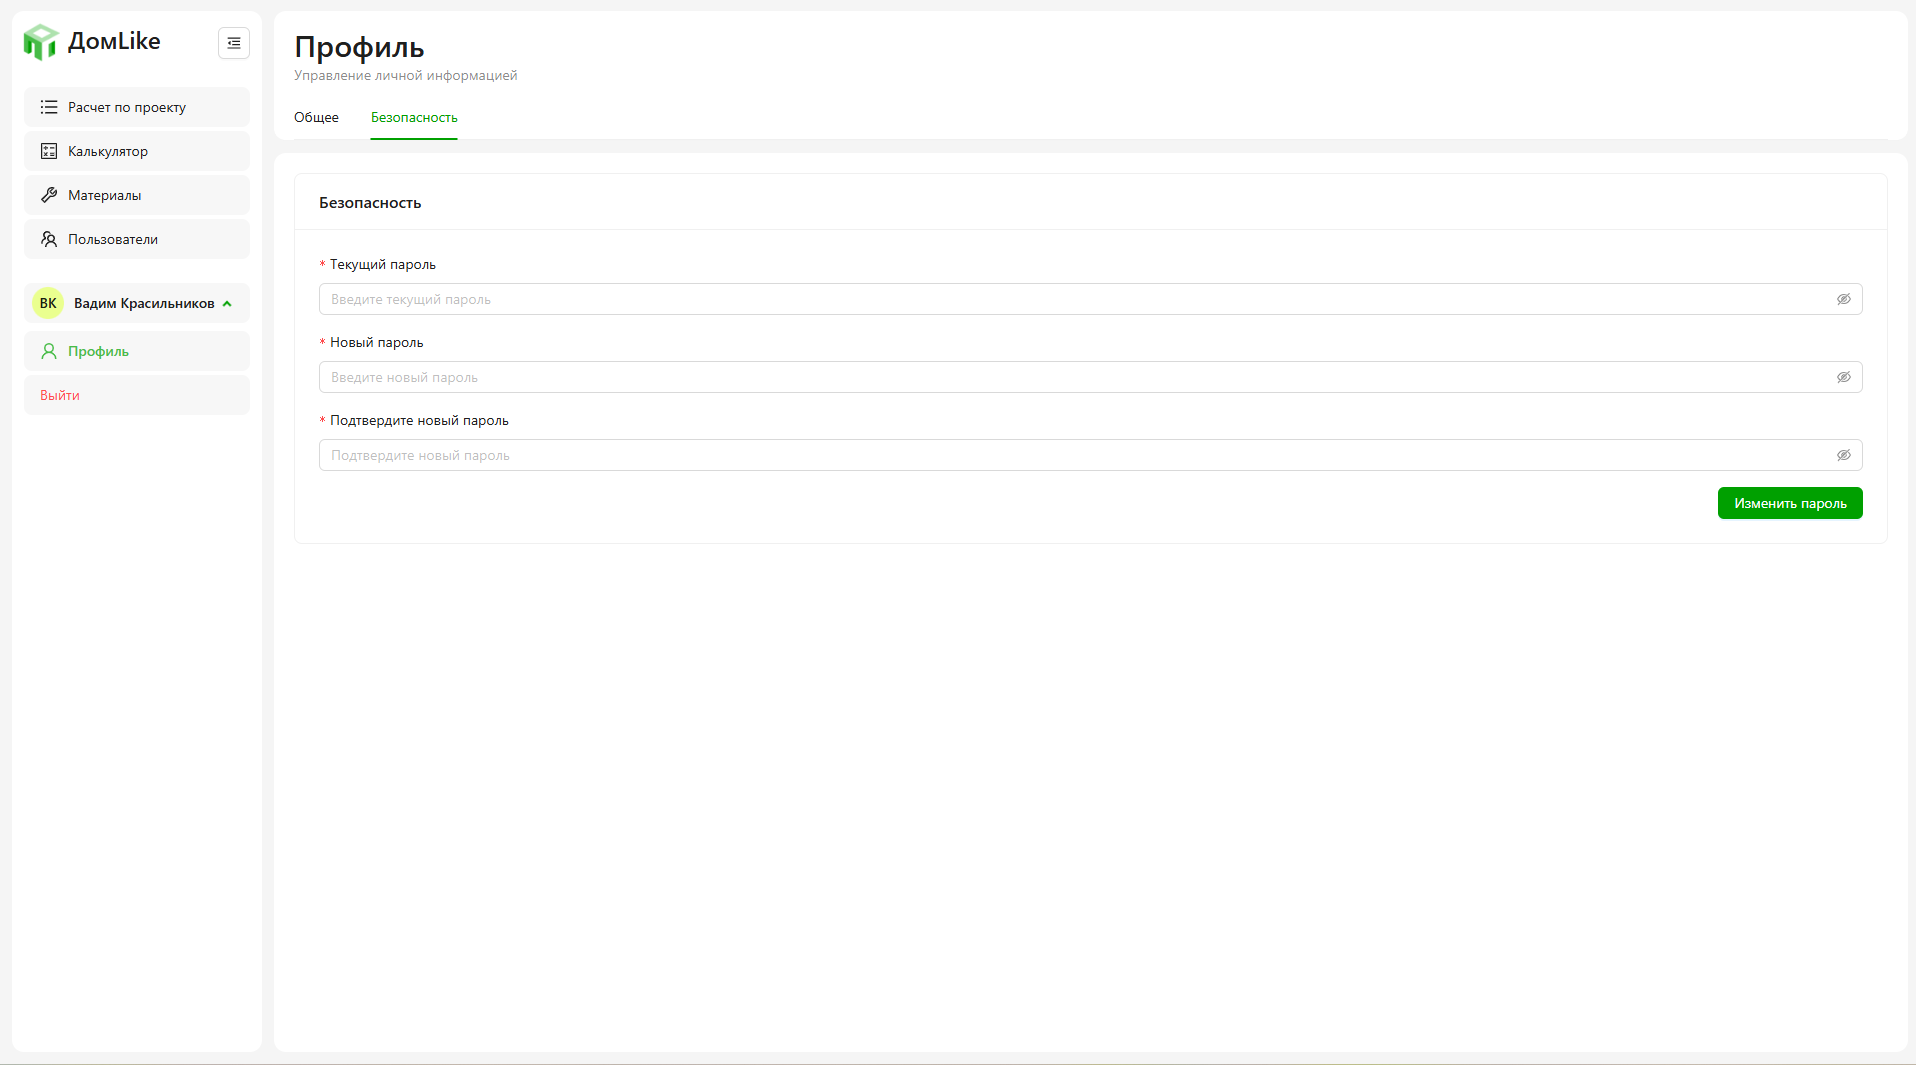 ДомLike
Расчет по проекту
Калькулятор
Материалы
Пользователи
ВК Вадим Красильников
Профиль
Выйти
Профиль
Управление личной информацией
Общее Безопасность
Безопасность
* Текущий пароль
Введите текущий пароль
* Новый пароль
Введите новый пароль
* Подтвердите новый пароль
Подтвердите новый пароль
Изменить пароль